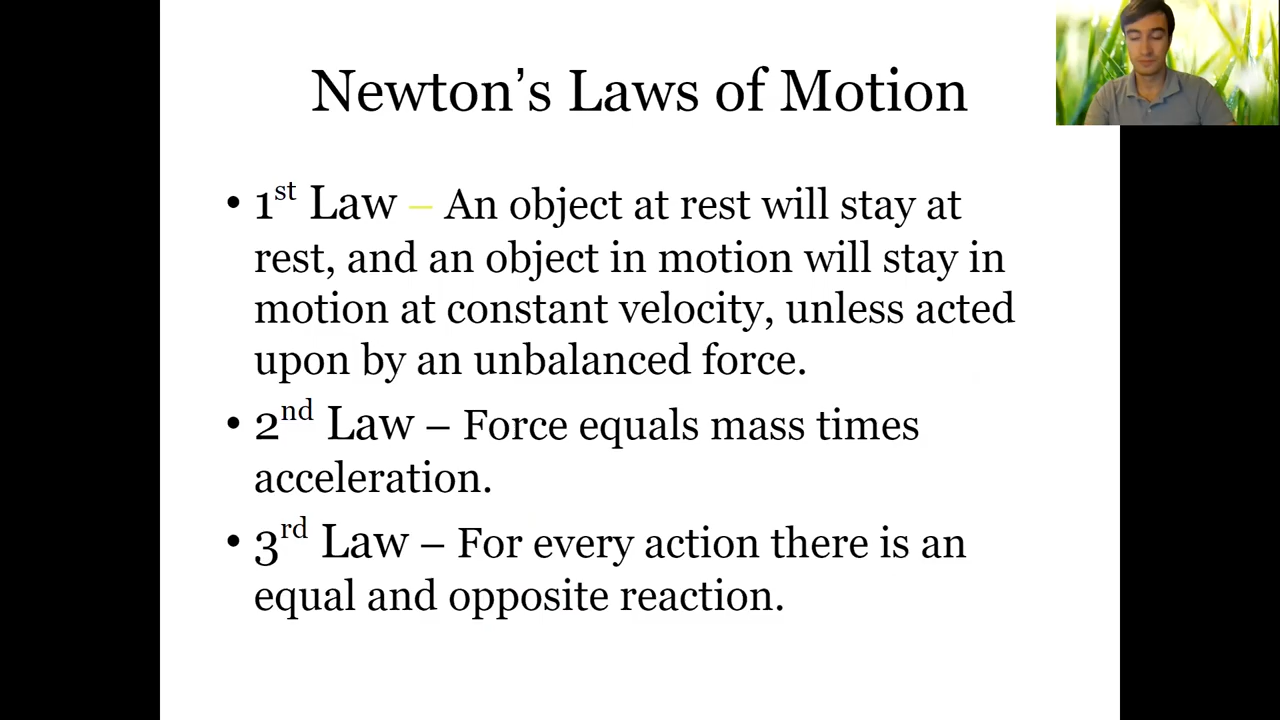 Newton’s Laws of Motion
• 1st Law – An object at rest will stay at
rest, and an object in motion will stay in
motion at constant velocity, unless acted
upon by an unbalanced force.
• 2nd Law – Force equals mass times
acceleration.
• 3rd Law – For every action there is an
equal and opposite reaction.